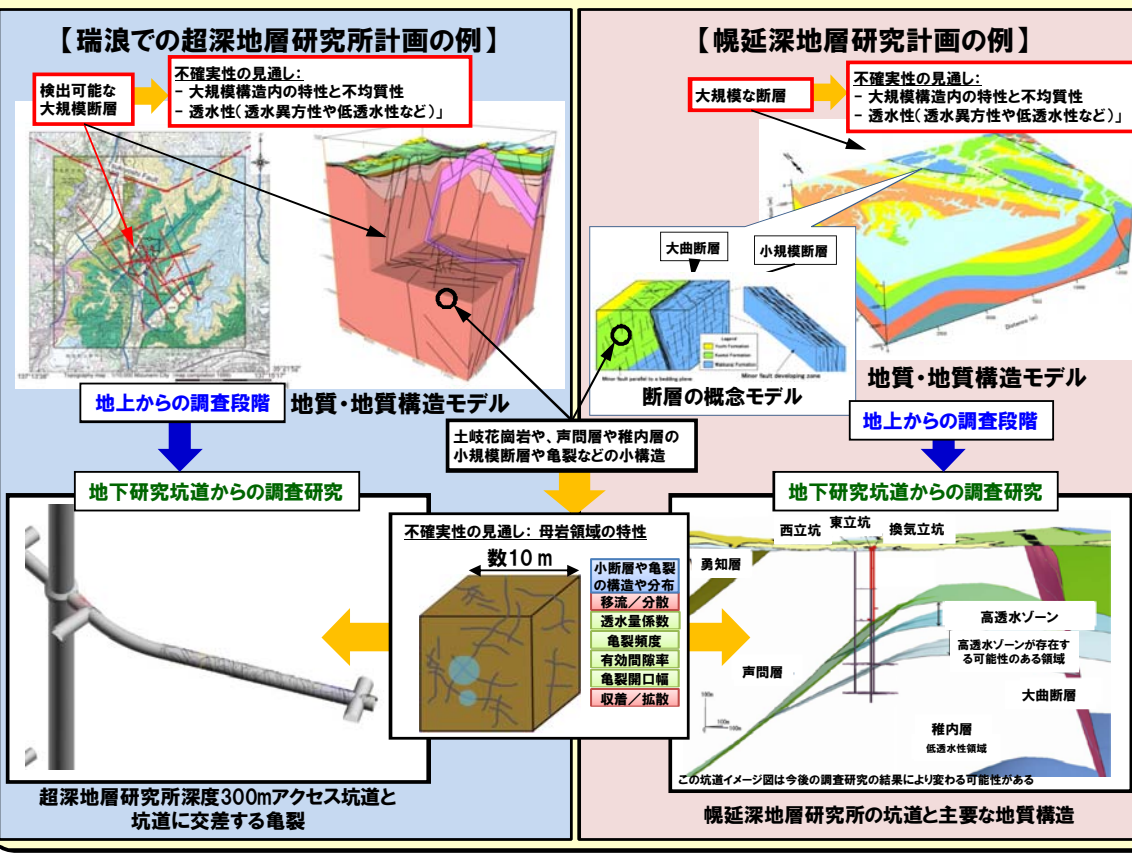 【瑞浪での超深地層研究所計画の例】
検出可能な
大規模断層
不確実性の見通し:
- 大規模構造内の特性と不均質性
- 透水性(透水異方性や低透水性など)」
地質・地質構造モデル
地上からの調査段階
【幌延深地層研究計画の例】
大規模な断層
不確実性の見通し:
- 大規模構造内の特性と不均質性
- 透水性(透水異方性や低透水性など)」
大曲断層
小規模断層
Legend
Minor fault parallel to a bedding plane
Minor fault developing zone
断層の概念モデル
Distance (m)
地質・地質構造モデル
地上からの調査段階
土岐花崗岩や、声問層や稚内層の
小規模断層や亀裂などの小構造
地下研究坑道からの調査研究
超深地層研究所深度300mアクセス坑道と
坑道に交差する亀裂
不確実性の見通し: 母岩領域の特性
数10 m
小断層や亀裂
の構造や分布
移流/分散
透水量係数
亀裂頻度
有効間隙率
亀裂開口幅
収着/拡散
地下研究坑道からの調査研究
西立坑
東立坑
換気立坑
勇知層
高透水ゾーン
高透水ゾーンが存在す
る可能性のある領域
声問層
大曲断層
稚内層
低透水性領域
100m
100m
100m
この坑道イメージ図は今後の調査研究の結果により変わる可能性がある
幌延深地層研究所の坑道と主要な地質構造